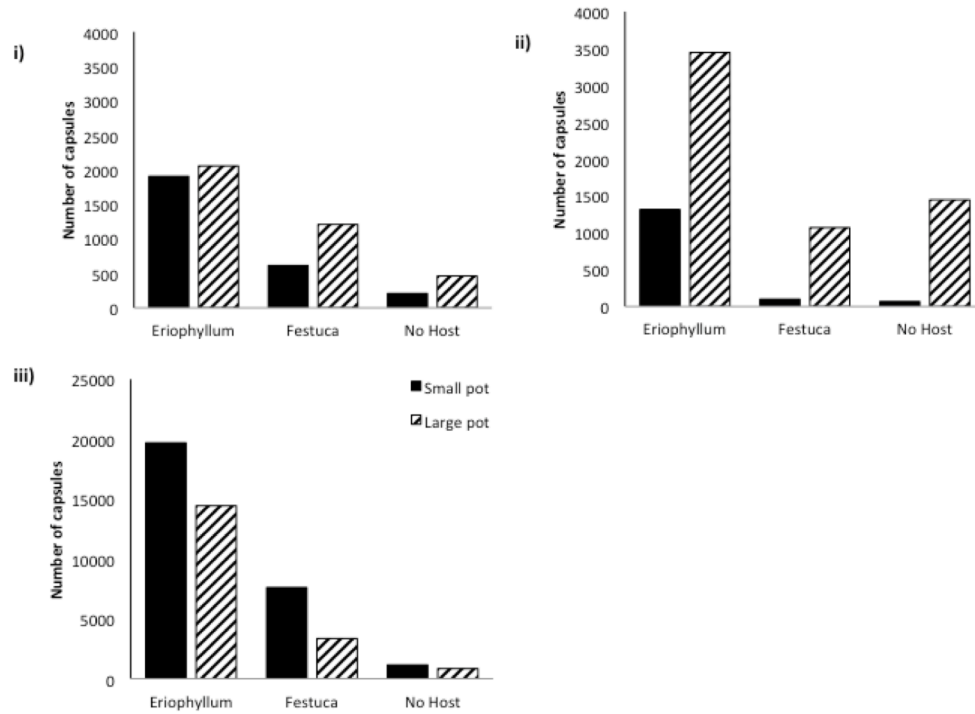 i)
Number of capsules
4000
3500
3000
2500
2000
1500
1000
500
0
Eriophyllum Festuca No Host
ii)
Number of capsules
4000
3500
3000
2500
2000
1500
1000
500
0
Eriophyllum Festuca No Host
iii)
Number of capsules
25000
20000
15000
10000
5000
0
Small pot
Large pot
Eriophyllum Festuca No Host